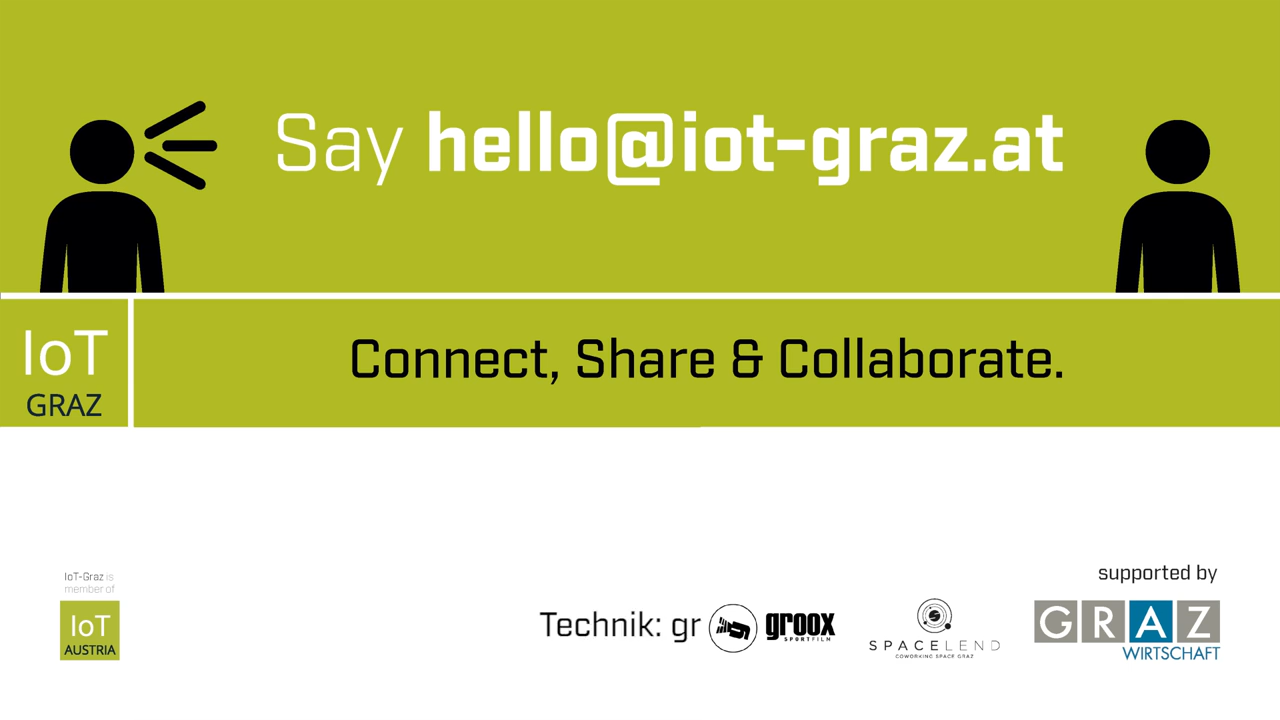 Say hello@iot-graz.at
IoT
GRAZ
Connect, Share & Collaborate.
IoT-Graz is
member of
IoT
AUSTRIA
Technik: gr
groox
SPORTFILM
SPACELEND
COWORKING SPACE GRAZ
supported by
GRAZ
WIRTSCHAFT